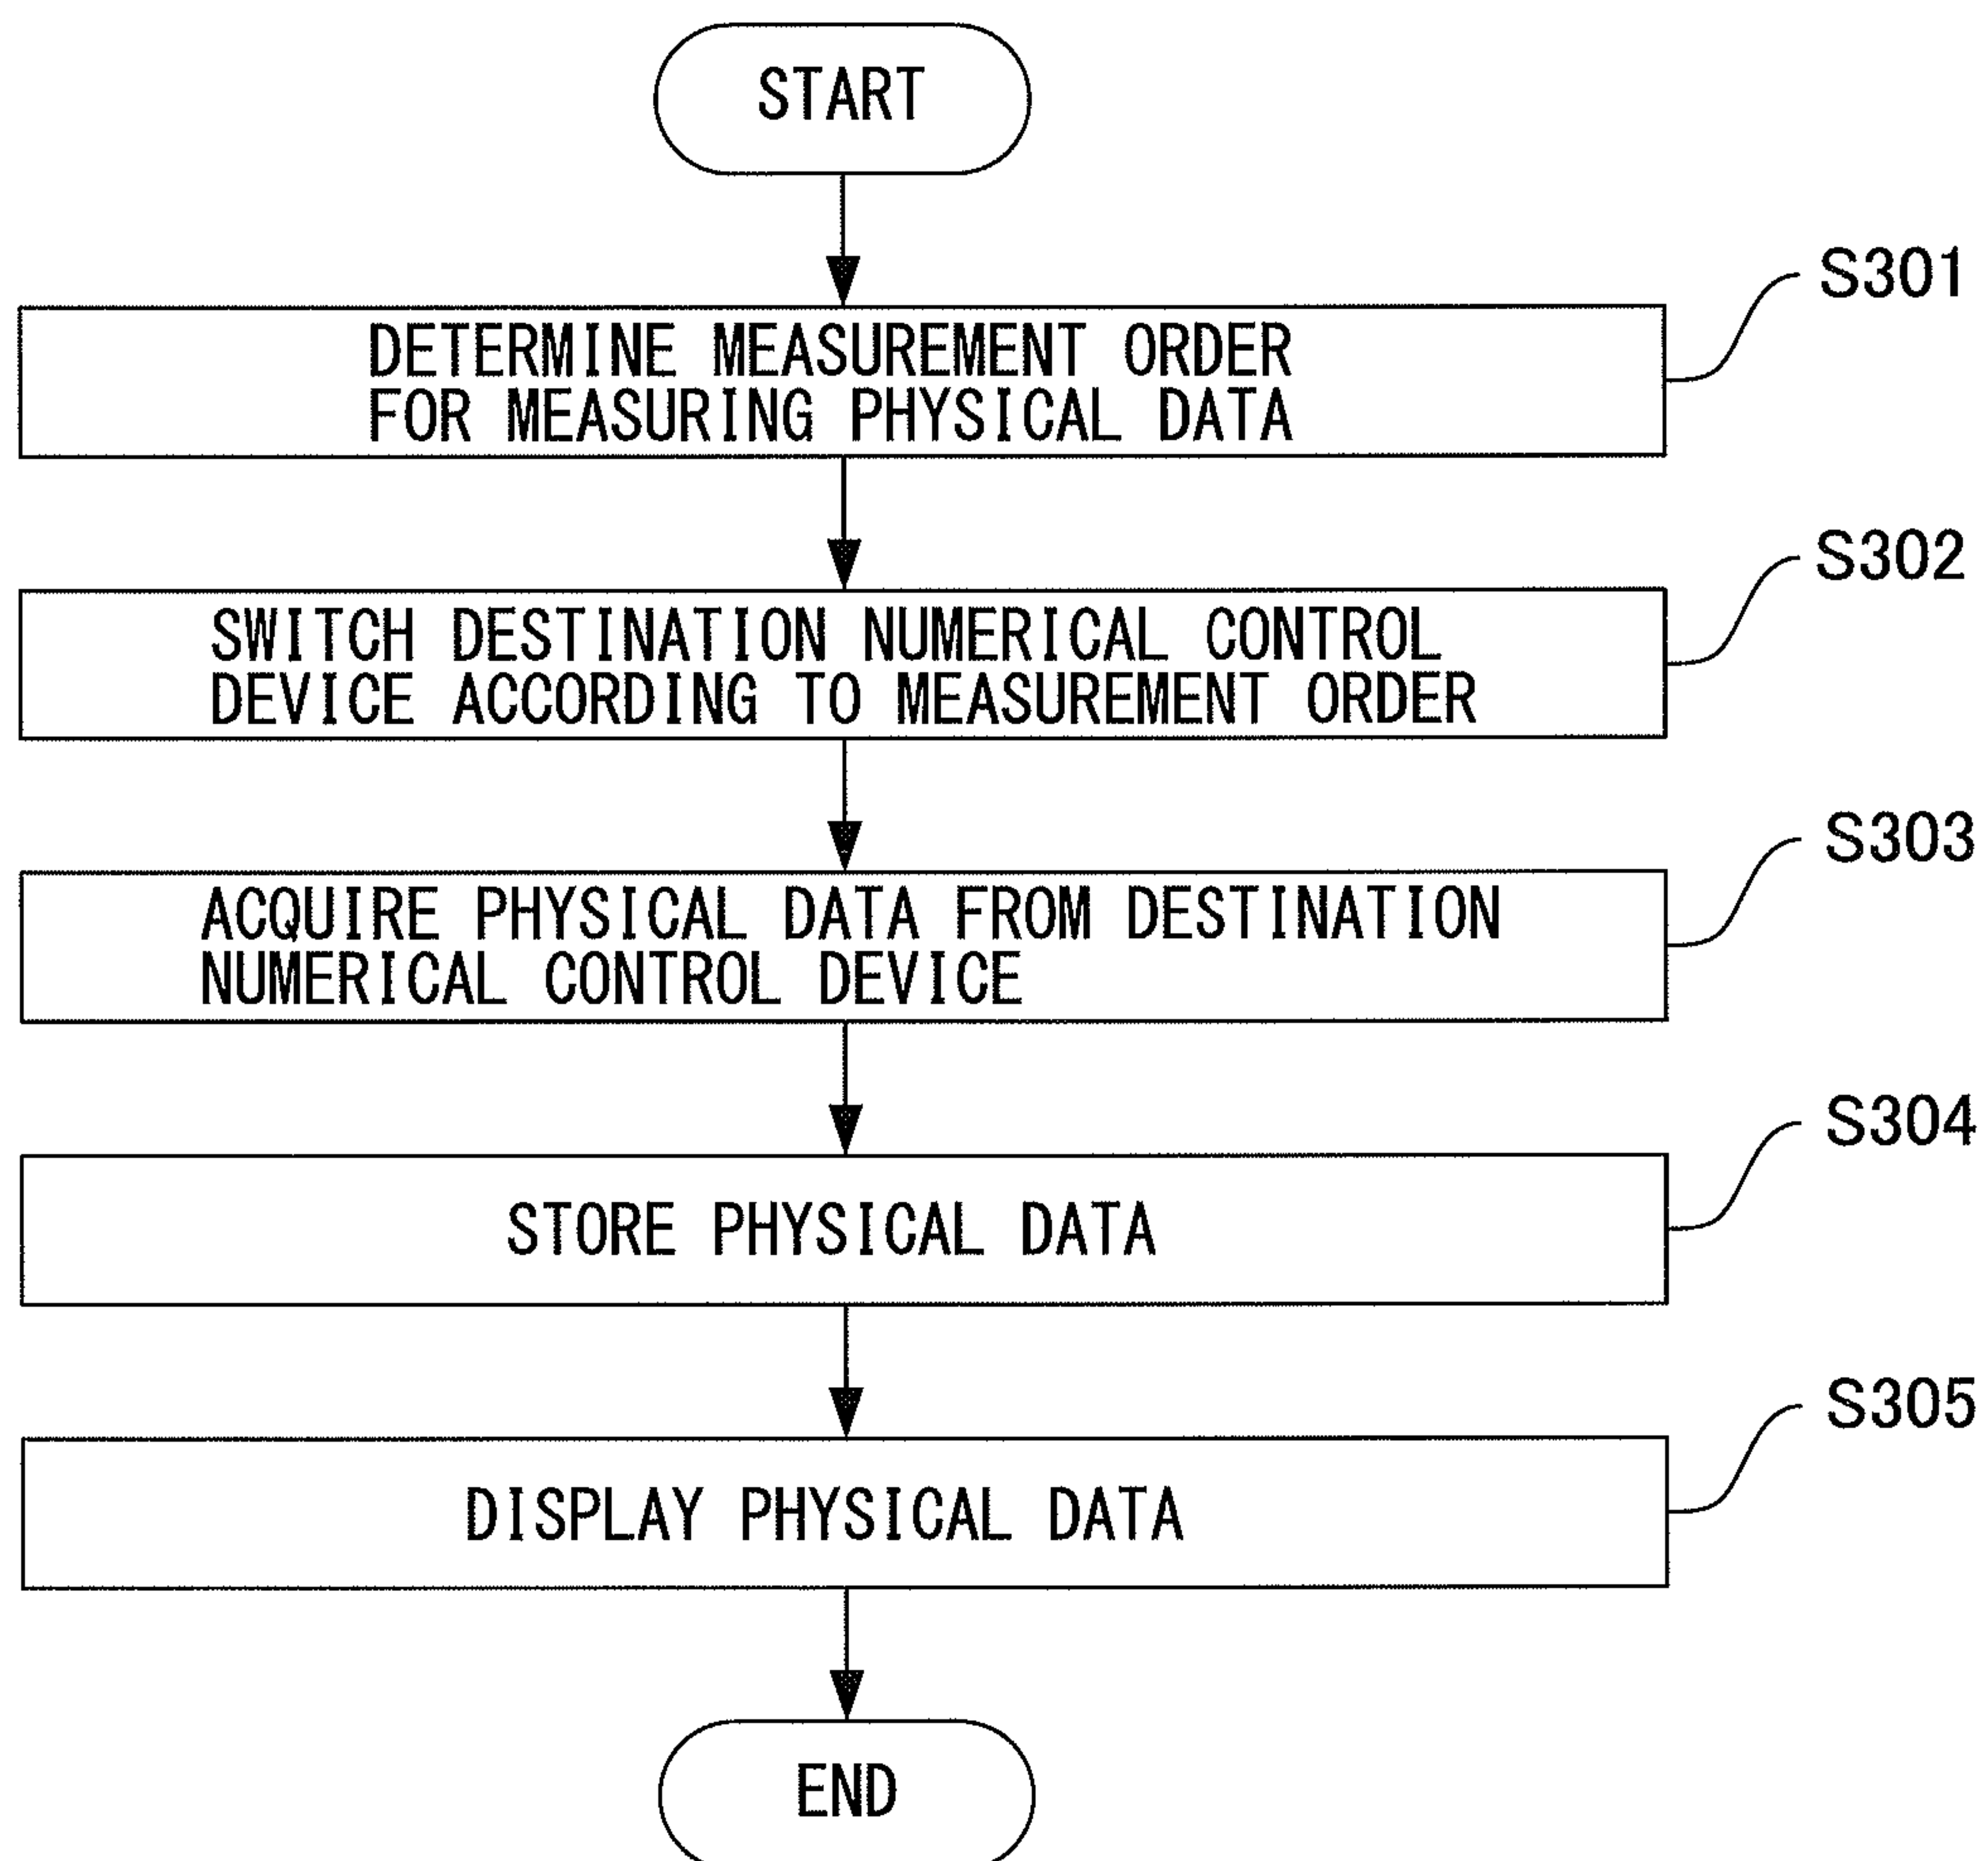 START
S301
DETERMINE MEASUREMENT ORDER
FOR MEASURING PHYSICAL DATA
S302
SWITCH DESTINATION NUMERICAL CONTROL
DEVICE ACCORDING TO MEASUREMENT ORDER
S303
ACQUIRE PHYSICAL DATA FROM DESTINATION
NUMERICAL CONTROL DEVICE
S304
STORE PHYSICAL DATA
S305
DISPLAY PHYSICAL DATA
END